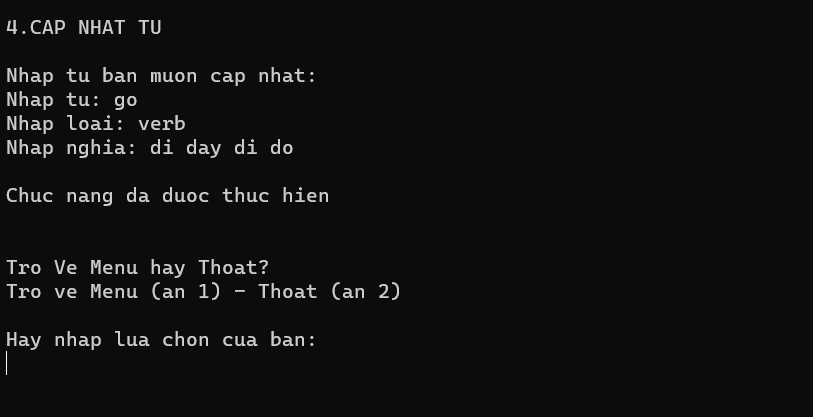 4.CAP NHAT TU
Nhap tu ban muon cap nhat:
Nhap tu: go
Nhap loai: verb
Nhap nghia: di day di do
Chuc nang da duoc thuc hien
Tro Ve Menu hay Thoat?
Tro ve Menu (an 1) - Thoat (an 2)
Hay nhap lua chon cua ban: